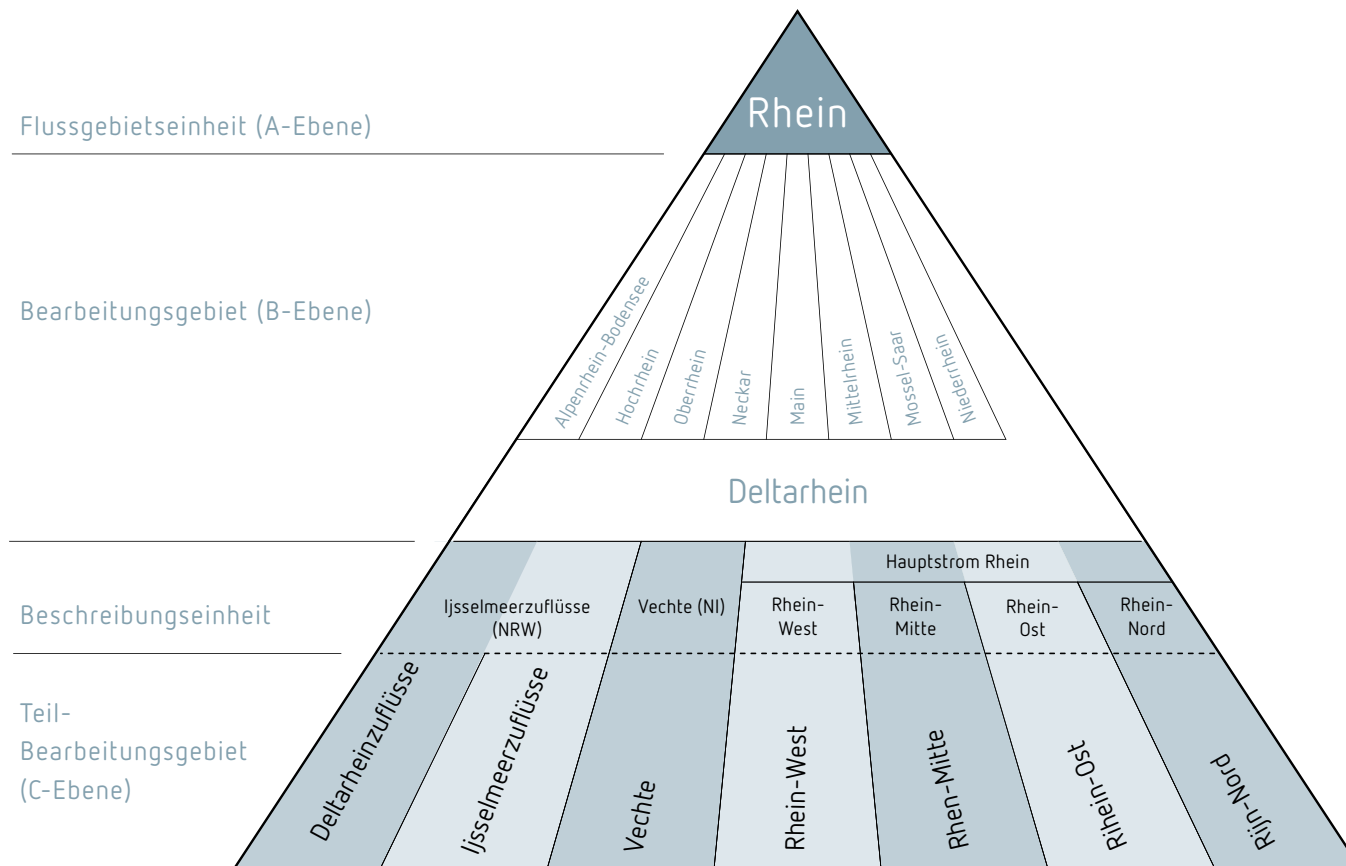 Rhein
Flussgebietseinheit (A-Ebene)
Bearbeitungsgebiet (B-Ebene)
Alpenrhein-Bodensee
Hochrhein
Oberrhein
Neckar
Main
Mittelrhein
Mossel-Saar
Niederrhein
Deltarhein
Hauptstrom Rhein
Beschreibungseinheit
Ijsselmeerzuflüsse
(NRW)
Vechte (NI)
Rhein-
West
Rhein-
Mitte
Rhein-
Ost
Rhein-
Nord
Teil-
Bearbeitungsgebiet
(C-Ebene)
Deltarheinzuflüsse
Ijsselmeerzuflüsse
Vechte
Rhein-West
Rhen-Mitte
Rihein-Ost
Rijn-Nord